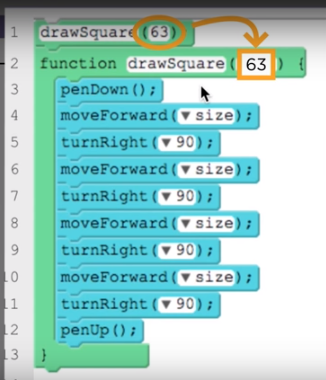 1 drawSquare(63)
2 function drawSquare( 63 ) {
3 penDown();
4 moveForward(▼ size);
5 turnRight(▼ 90);
6 moveForward(▼ size);
7 turnRight(▼ 90);
8 moveForward(▼ size);
9 turnRight(▼ 90);
10 moveForward(▼ size);
11 turnRight(▼ 90);
12 penUp();
13 }